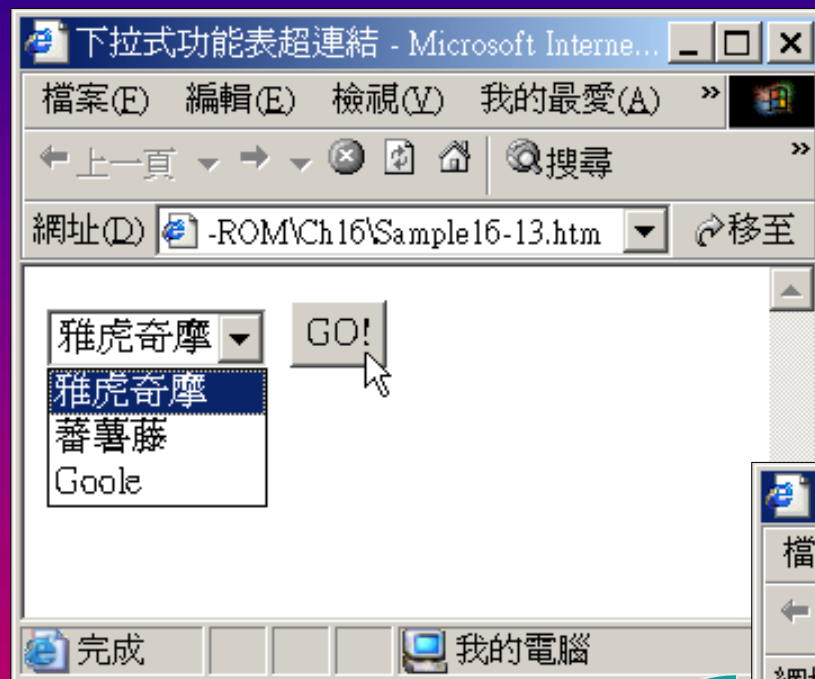 下拉式功能表超連結 - Microsoft Interne...
檔案(F) 編輯(E) 檢視(V) 我的最愛(A) »
上一頁 搜尋 »
網址(D) -ROM\Ch16\Sample16-13.htm 移至
雅虎奇摩 GO!
雅虎奇摩
蕃薯藤
Goole
檔
完成 我的電腦